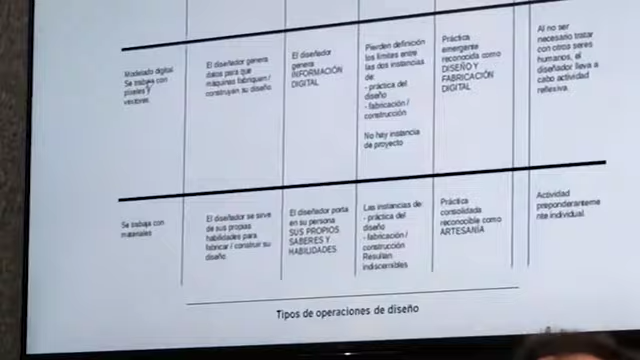 Modelado digital.
Se trabaja con
pixeles y
vectores.
El diseñador genera
datos para que
máquinas fabriquen /
construyan su diseño
El diseñador
genera
INFORMACIÓN
DIGITAL
Pierden definición
los límites entre
las dos instancias
de:
- práctica del
diseño
- fabricación /
construcción
No hay instancia
de proyecto
Práctica
emergente
reconocida como
DISEÑO Y
FABRICACIÓN
DIGITAL
Al no ser
necesario tratar
con otros seres
humanos, el
diseñador lleva a
cabo actividad
reflexiva.
Se trabaja con
materiales
El diseñador se sirve
de sus propias
habilidades para
fabricar / construir su
diseño
El diseñador porta
en su persona
SUS PROPIOS
SABERES Y
HABILIDADES
Las instancias de:
- práctica del
diseño
- fabricación /
construcción
Resultan
indiscernibles
Práctica
consolidada
reconocible como
ARTESANÍA
Actividad
preponderanteme
nte individual.
Tipos de operaciones de diseño